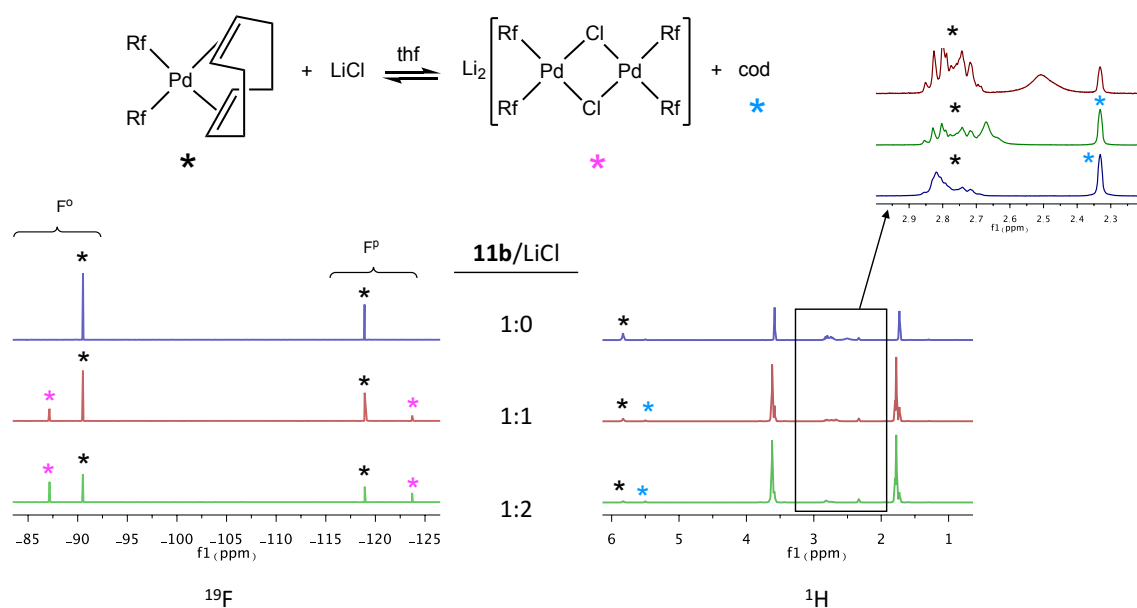 Rf
Rf
Pd
*
+ LiCl
thf
Li2
Rf
Rf
Cl
Pd
Pd
Cl
Rf
Rf
*
+ cod
*
*
*
*
*
*
*
2.9 2.8 2.7 2.6 2.5 2.4 2.3
f1 (ppm)
Fº
Fᵖ
*
*
11b/LiCl
1:0
*
* * * *
1:1
* *
* * * *
1:2
* *
−85 −90 −95 −100 −105 −110 −115 −120 −125
f1 (ppm)
6 5 4 3 2 1
f1 (ppm)
¹⁹F
¹H